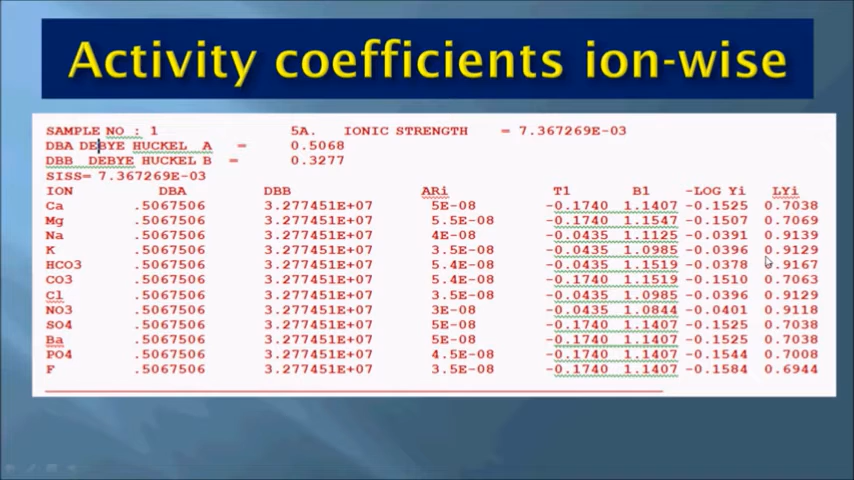 Activity coefficients ion-wise
SAMPLE NO : 1 5A. IONIC STRENGTH = 7.367269E-03
DBA DEBYE HUCKEL A = 0.5068
DBB DEBYE HUCKEL B = 0.3277
SISS= 7.367269E-03
ION DBA DBB ARi T1 B1 -LOG Yi LYi
Ca .5067506 3.277451E+07 5E-08 -0.1740 1.1407 -0.1525 0.7038
Mg .5067506 3.277451E+07 5.5E-08 -0.1740 1.1547 -0.1507 0.7069
Na .5067506 3.277451E+07 4E-08 -0.0435 1.1125 -0.0391 0.9139
K .5067506 3.277451E+07 3.5E-08 -0.0435 1.0985 -0.0396 0.9129
HCO3 .5067506 3.277451E+07 5.4E-08 -0.0435 1.1519 -0.0378 0.9167
CO3 .5067506 3.277451E+07 5.4E-08 -0.1740 1.1519 -0.1510 0.7063
Cl .5067506 3.277451E+07 3.5E-08 -0.0435 1.0985 -0.0396 0.9129
NO3 .5067506 3.277451E+07 3E-08 -0.0435 1.0844 -0.0401 0.9118
SO4 .5067506 3.277451E+07 5E-08 -0.1740 1.1407 -0.1525 0.7038
Ba .5067506 3.277451E+07 5E-08 -0.1740 1.1407 -0.1525 0.7038
PO4 .5067506 3.277451E+07 4.5E-08 -0.1740 1.1407 -0.1544 0.7008
F .5067506 3.277451E+07 3.5E-08 -0.1740 1.1407 -0.1584 0.6944